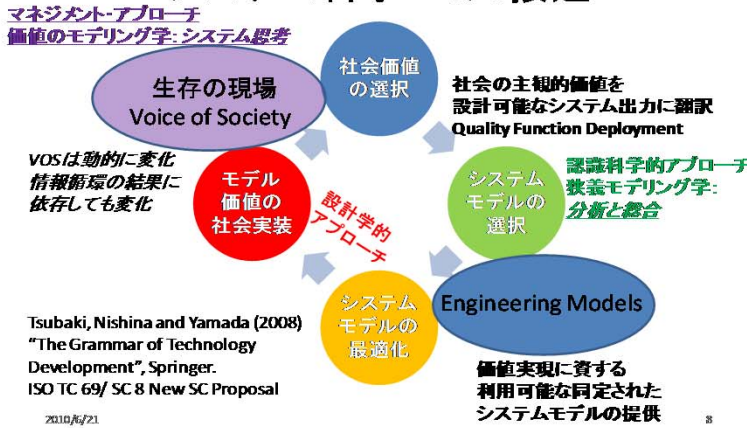 マネジメント-アプローチ
価値のモデリング学: システム思考
生存の現場
Voice of Society
社会価値
の選択
社会の主観的価値を
設計可能なシステム出力に翻訳
Quality Function Deployment
VOSは動的に変化
情報循環の結果に
依存しても変化
モデル
価値の
社会実装
設計学的
アプローチ
システム
モデルの
選択
認識科学的アプローチ
狭義モデリング学:
分析と総合
システム
モデルの
最適化
Engineering Models
Tsubaki, Nishina and Yamada (2008)
"The Grammar of Technology
Development", Springer.
ISO TC 69/ SC 8 New SC Proposal
価値実現に資する
利用可能な同定された
システムモデルの提供
2010/6/21
8